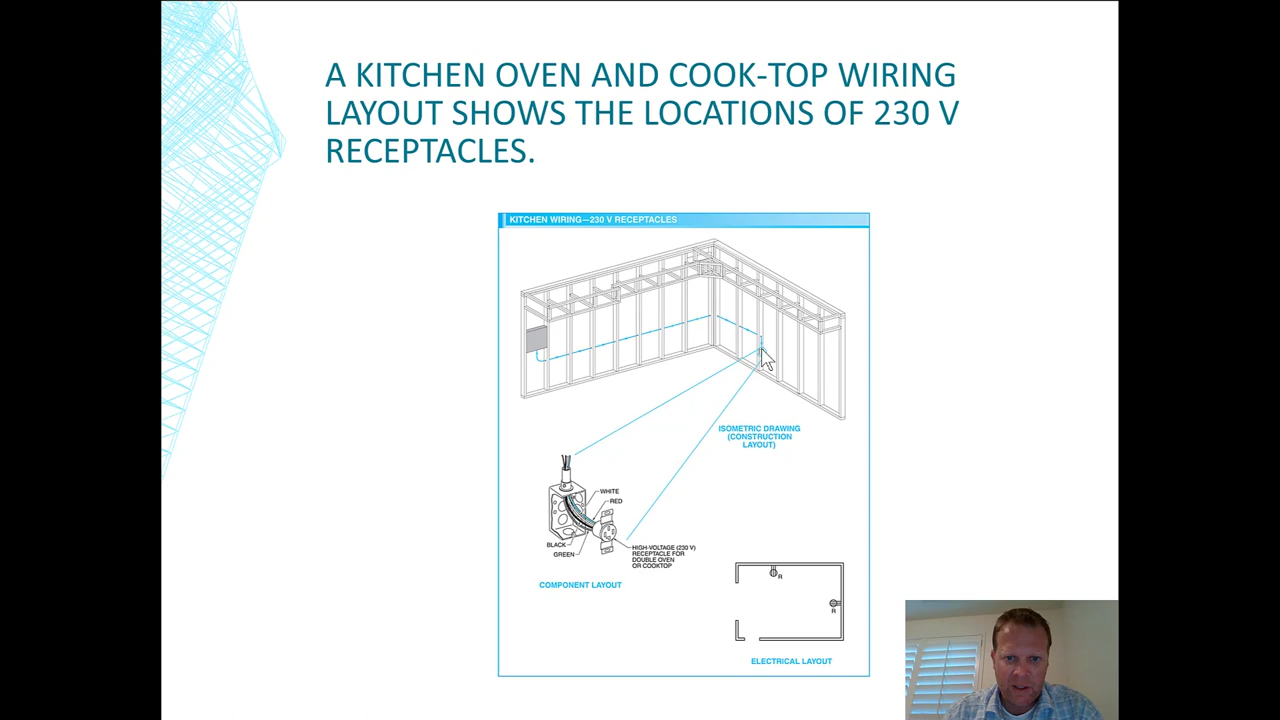 A KITCHEN OVEN AND COOK-TOP WIRING
LAYOUT SHOWS THE LOCATIONS OF 230 V
RECEPTACLES.
KITCHEN WIRING—230 V RECEPTACLES
ISOMETRIC DRAWING
(CONSTRUCTION
LAYOUT)
WHITE
RED
BLACK
GREEN
HIGH-VOLTAGE (230 V)
RECEPTACLE FOR
DOUBLE OVEN
OR COOKTOP
COMPONENT LAYOUT
R
R
ELECTRICAL LAYOUT